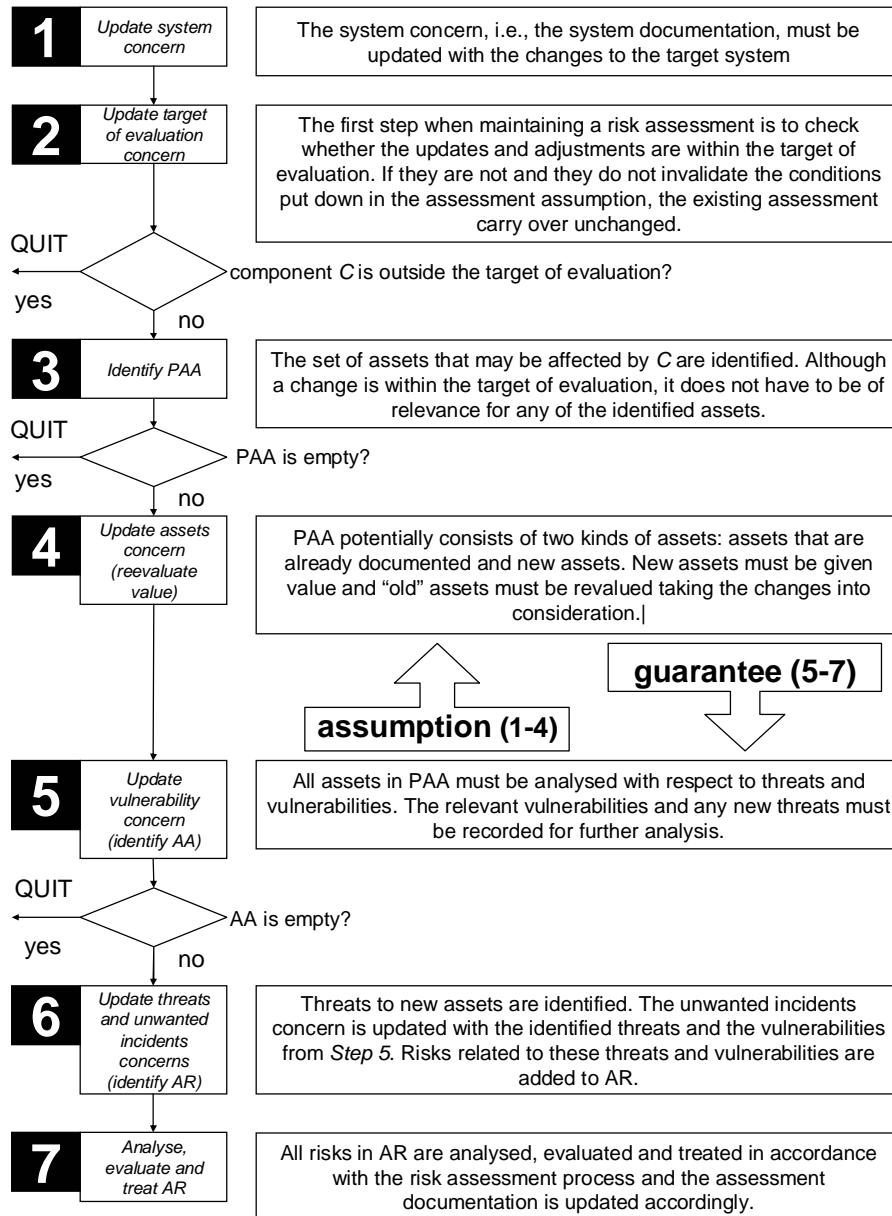 1
Update system
concern
The system concern, i.e., the system documentation, must be
updated with the changes to the target system
2
Update target
of evaluation
concern
The first step when maintaining a risk assessment is to check
whether the updates and adjustments are within the target of
evaluation. If they are not and they do not invalidate the conditions
put down in the assessment assumption, the existing assessment
carry over unchanged.
QUIT
yes
component C is outside the target of evaluation?
no
3
Identify PAA
The set of assets that may be affected by C are identified. Although
a change is within the target of evaluation, it does not have to be of
relevance for any of the identified assets.
QUIT
yes
PAA is empty?
no
4
Update assets
concern
(reevaluate
value)
PAA potentially consists of two kinds of assets: assets that are
already documented and new assets. New assets must be given
value and “old” assets must be revalued taking the changes into
consideration.|
guarantee (5-7)
assumption (1-4)
5
Update
vulnerability
concern
(identify AA)
All assets in PAA must be analysed with respect to threats and
vulnerabilities. The relevant vulnerabilities and any new threats must
be recorded for further analysis.
QUIT
yes
AA is empty?
no
6
Update threats
and unwanted
incidents
concerns
(identify AR)
Threats to new assets are identified. The unwanted incidents
concern is updated with the identified threats and the vulnerabilities
from Step 5. Risks related to these threats and vulnerabilities are
added to AR.
7
Analyse,
evaluate and
treat AR
All risks in AR are analysed, evaluated and treated in accordance
with the risk assessment process and the assessment
documentation is updated accordingly.